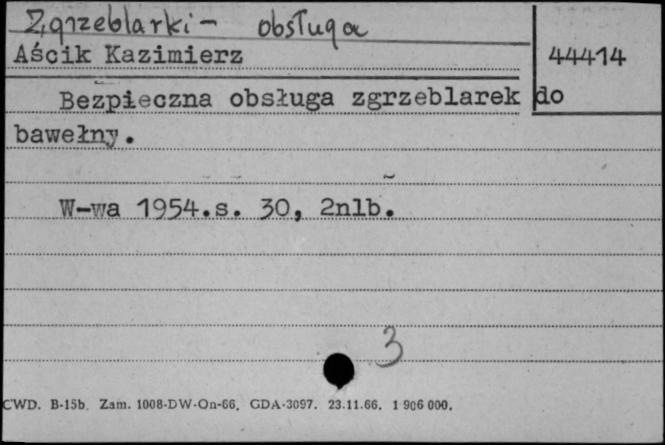 Zgrzeblarki - obsługa
Aścik Kazimierz
44414
Bezpieczna obsługa zgrzeblarek do
bawełny.
W-wa 1954.s. 30, 2nlb.
3
CWD. B-15b. Zam. 1008-DW-On-66. GDA-3097. 23.11.66. 1 906 000.